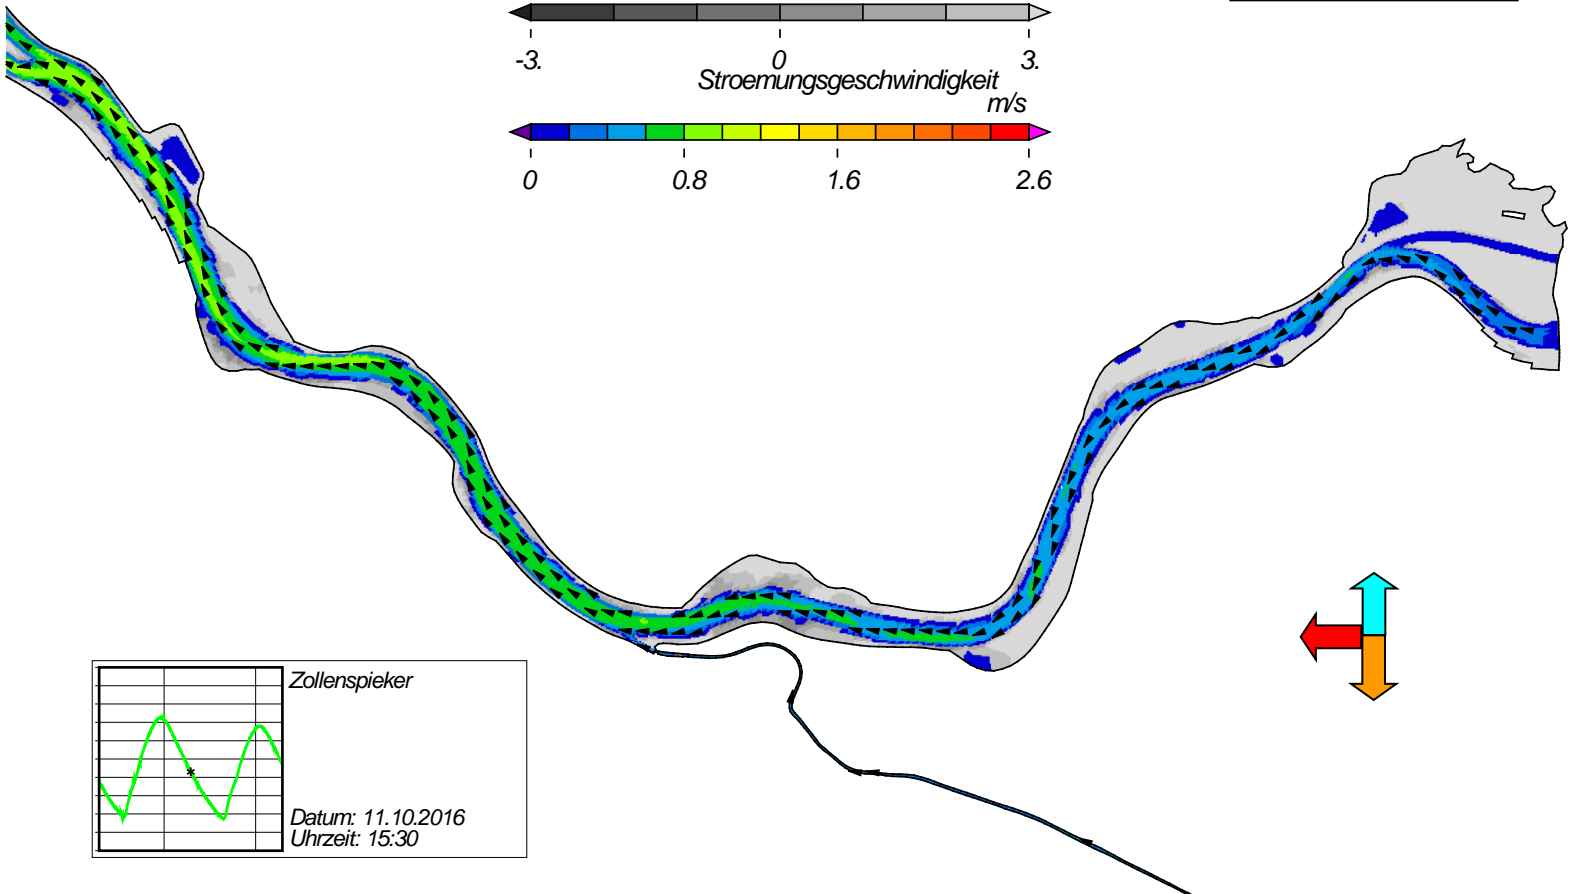 -3. 0 3.
Stroemungsgeschwindigkeit
m/s
0 0.8 1.6 2.6
Zollenspieker
Datum: 11.10.2016
Uhrzeit: 15:30